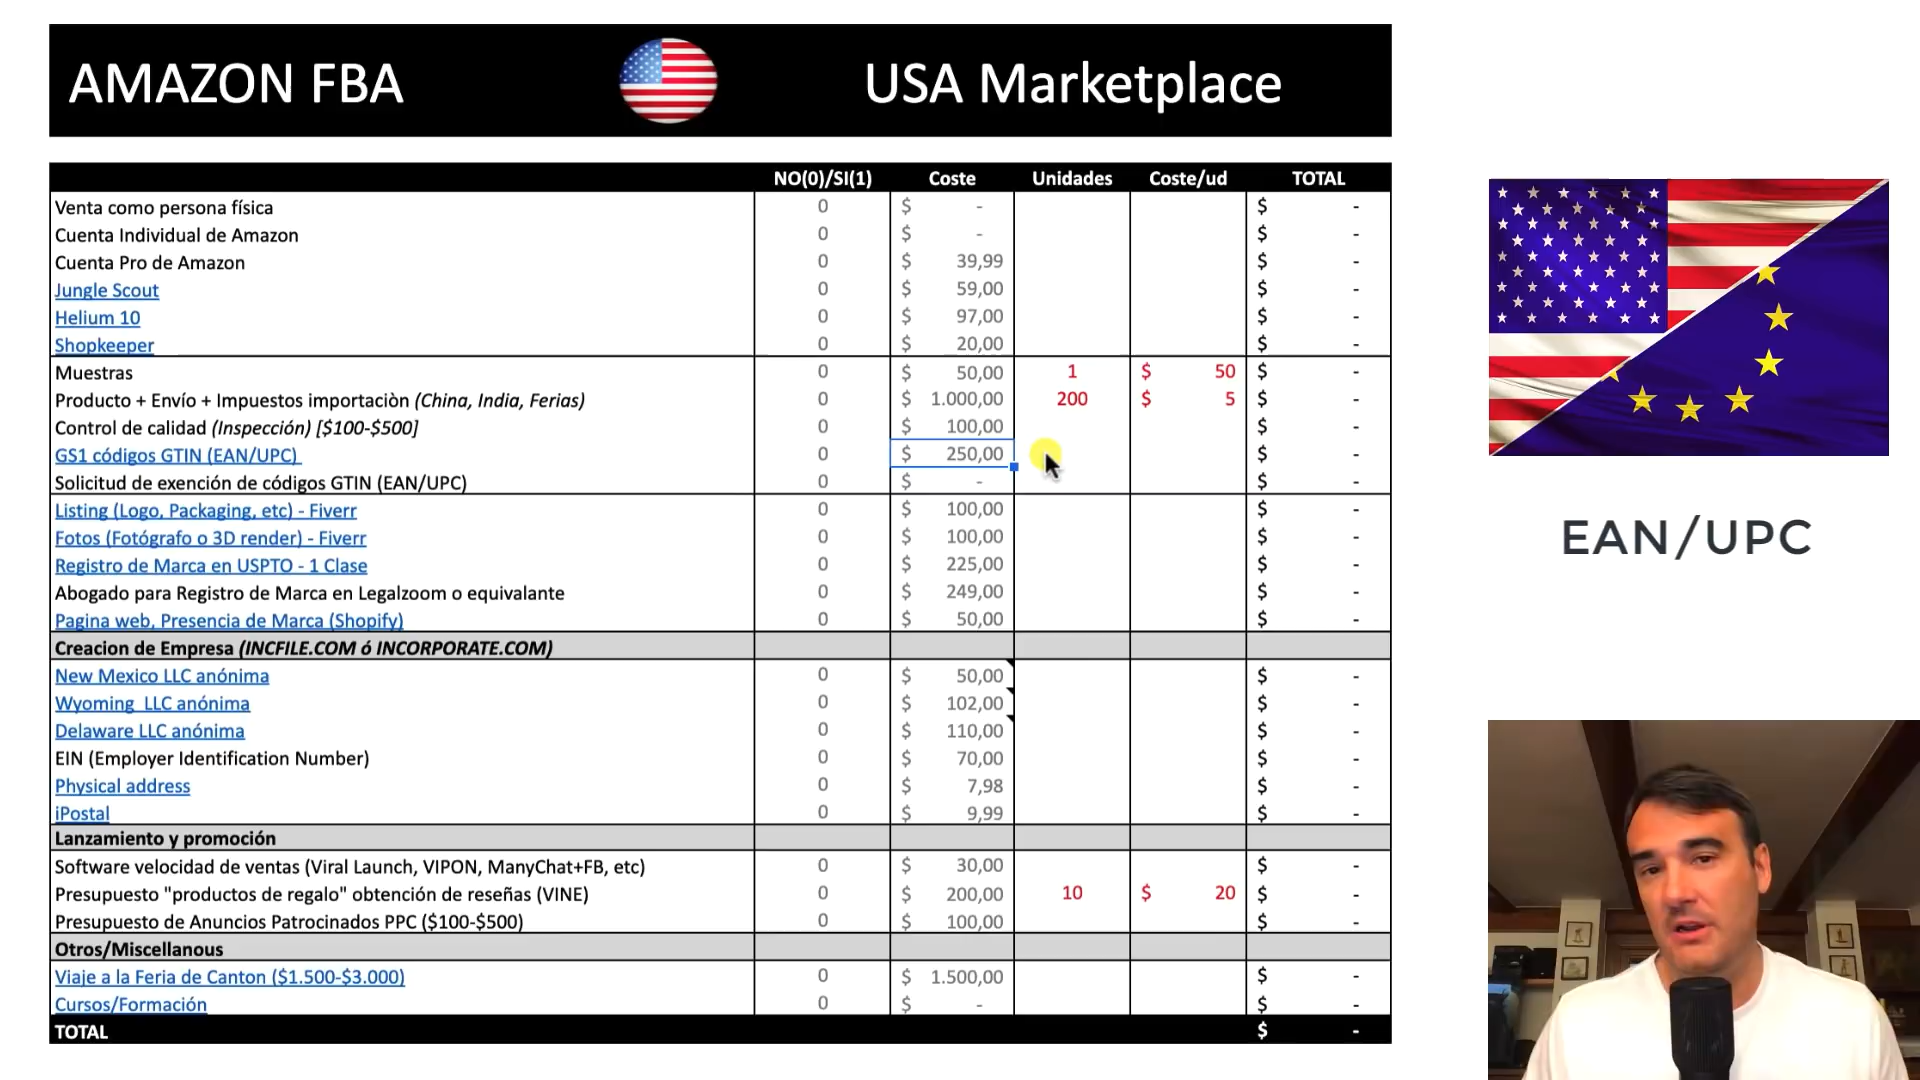 AMAZON FBA USA Marketplace
NO(0)/SI(1) Coste Unidades Coste/ud TOTAL
Venta como persona física 0 $ - $ -
Cuenta Individual de Amazon 0 $ - $ -
Cuenta Pro de Amazon 0 $ 39,99 $ -
Jungle Scout 0 $ 59,00 $ -
Helium 10 0 $ 97,00 $ -
Shopkeeper 0 $ 20,00 $ -
Muestras 0 $ 50,00 1 $ 50 $ -
Producto + Envío + Impuestos importaciòn (China, India, Ferias) 0 $ 1.000,00 200 $ 5 $ -
Control de calidad (Inspección) [$100-$500] 0 $ 100,00 $ -
GS1 códigos GTIN (EAN/UPC) 0 $ 250,00 $ -
Solicitud de exención de códigos GTIN (EAN/UPC) 0 $ - $ -
Listing (Logo, Packaging, etc) - Fiverr 0 $ 100,00 $ -
Fotos (Fotógrafo o 3D render) - Fiverr 0 $ 100,00 $ -
Registro de Marca en USPTO - 1 Clase 0 $ 225,00 $ -
Abogado para Registro de Marca en Legalzoom o equivalante 0 $ 249,00 $ -
Pagina web, Presencia de Marca (Shopify) 0 $ 50,00 $ -
Creacion de Empresa (INCFILE.COM ó INCORPORATE.COM)
New Mexico LLC anónima 0 $ 50,00 $ -
Wyoming LLC anónima 0 $ 102,00 $ -
Delaware LLC anónima 0 $ 110,00 $ -
EIN (Employer Identification Number) 0 $ 70,00 $ -
Physical address 0 $ 7,98 $ -
iPostal 0 $ 9,99 $ -
Lanzamiento y promoción
Software velocidad de ventas (Viral Launch, VIPON, ManyChat+FB, etc) 0 $ 30,00 $ -
Presupuesto "productos de regalo" obtención de reseñas (VINE) 0 $ 200,00 10 $ 20 $ -
Presupuesto de Anuncios Patrocinados PPC ($100-$500) 0 $ 100,00 $ -
Otros/Miscellanous
Viaje a la Feria de Canton ($1.500-$3.000) 0 $ 1.500,00 $ -
Cursos/Formación 0 $ - $ -
TOTAL $ -
EAN/UPC